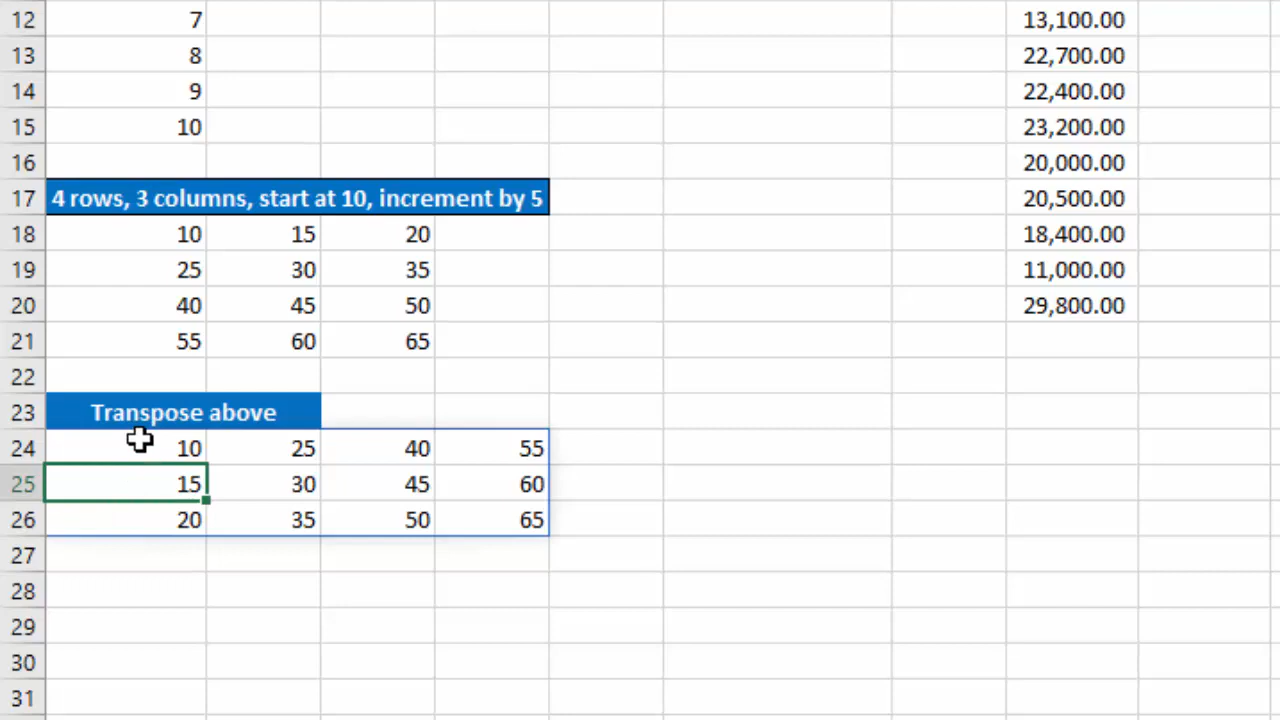 12 7 13,100.00
13 8 22,700.00
14 9 22,400.00
15 10 23,200.00
16 20,000.00
17 4 rows, 3 columns, start at 10, increment by 5 20,500.00
18 10 15 20 18,400.00
19 25 30 35 11,000.00
20 40 45 50 29,800.00
21 55 60 65
22
23 Transpose above
24 10 25 40 55
25 15 30 45 60
26 20 35 50 65
27
28
29
30
31